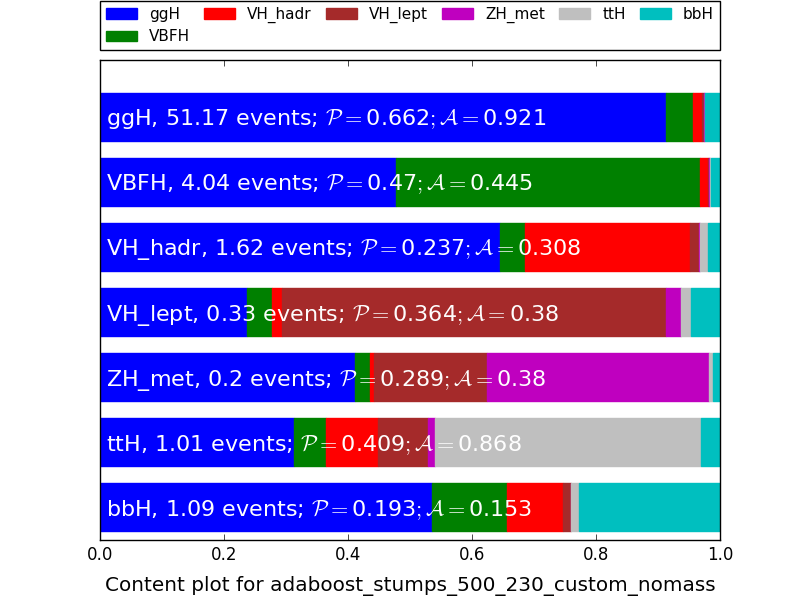 ggH VH_hadr VH_lept ZH_met ttH bbH
VBFH
ggH, 51.17 events; 𝒫 = 0.662; 𝒜 = 0.921
VBFH, 4.04 events; 𝒫 = 0.47; 𝒜 = 0.445
VH_hadr, 1.62 events; 𝒫 = 0.237; 𝒜 = 0.308
VH_lept, 0.33 events; 𝒫 = 0.364; 𝒜 = 0.38
ZH_met, 0.2 events; 𝒫 = 0.289; 𝒜 = 0.38
ttH, 1.01 events; 𝒫 = 0.409; 𝒜 = 0.868
bbH, 1.09 events; 𝒫 = 0.193; 𝒜 = 0.153
0.0 0.2 0.4 0.6 0.8 1.0
Content plot for adaboost_stumps_500_230_custom_nomass